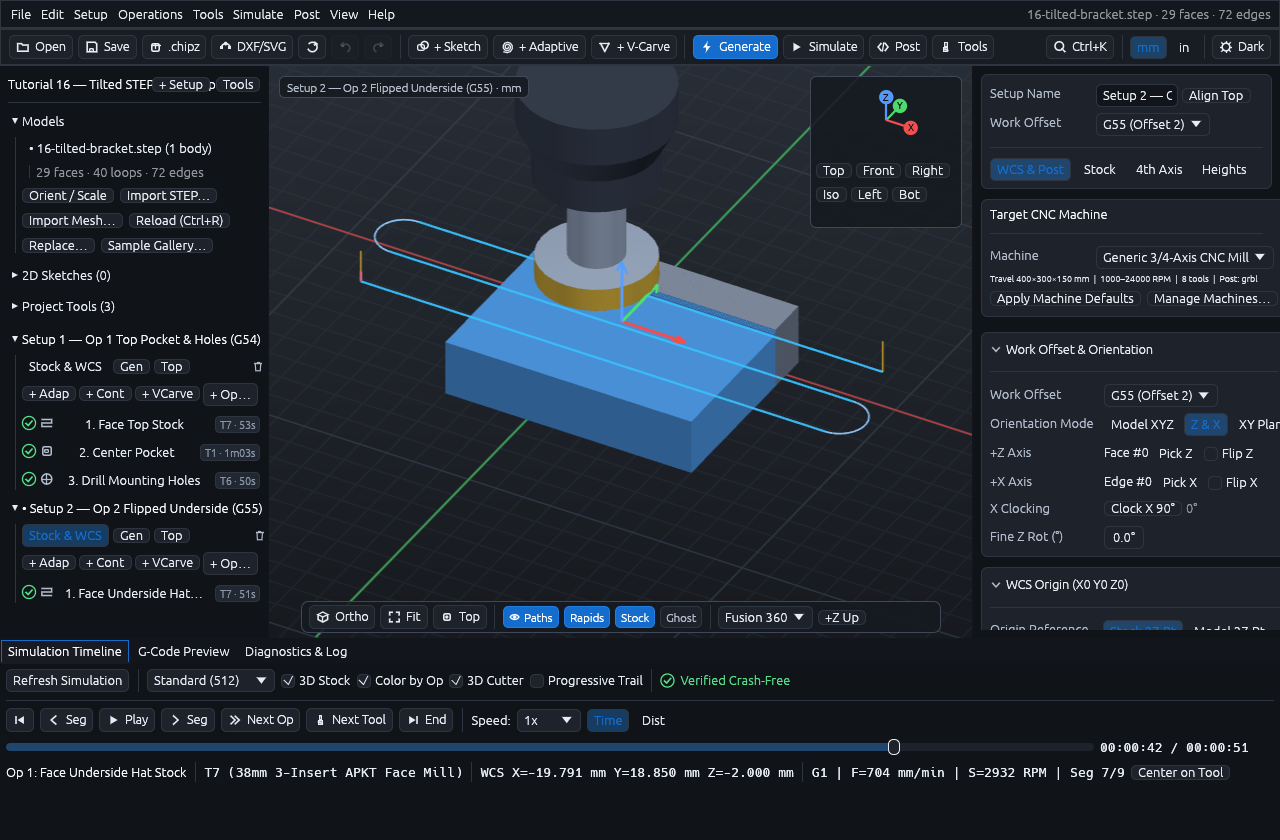 File Edit Setup Operations Tools Simulate Post View Help
16-tilted-bracket.step · 29 faces · 72 edges
Open Save .chipz DXF/SVG + Sketch + Adaptive + V-Carve Generate Simulate Post Tools Ctrl+K mm in Dark
Tutorial 16 — Tilted STEP + Setup Tools
Models
• 16-tilted-bracket.step (1 body)
29 faces · 40 loops · 72 edges
Orient / Scale Import STEP…
Import Mesh… Reload (Ctrl+R)
Replace… Sample Gallery…
2D Sketches (0)
Project Tools (3)
Setup 1 — Op 1 Top Pocket & Holes (G54)
Stock & WCS Gen Top
+ Adap + Cont + VCarve + Op…
1. Face Top Stock T7 · 53s
2. Center Pocket T1 · 1m03s
3. Drill Mounting Holes T6 · 50s
• Setup 2 — Op 2 Flipped Underside (G55)
Stock & WCS Gen Top
+ Adap + Cont + VCarve + Op…
1. Face Underside Hat… T7 · 51s
Setup 2 — Op 2 Flipped Underside (G55) · mm
Z
Y
X
Top Front Right
Iso Left Bot
Ortho Fit Top Paths Rapids Stock Ghost Fusion 360 +Z Up
Setup Name Setup 2 — Align Top
Work Offset G55 (Offset 2)
WCS & Post Stock 4th Axis Heights
Target CNC Machine
Machine Generic 3/4-Axis CNC Mill
Travel 400×300×150 mm | 1000–24000 RPM | 8 tools | Post: grbl
Apply Machine Defaults Manage Machines…
Work Offset & Orientation
Work Offset G55 (Offset 2)
Orientation Mode Model XYZ Z & X XY Plan
+Z Axis Face #0 Pick Z Flip Z
+X Axis Edge #0 Pick X Flip X
X Clocking Clock X 90° 0°
Fine Z Rot (°) 0.0°
WCS Origin (X0 Y0 Z0)
Origin Reference Stock 27 Pt Model 27 Pt
Simulation Timeline G-Code Preview Diagnostics & Log
Refresh Simulation Standard (512) 3D Stock Color by Op 3D Cutter Progressive Trail Verified Crash-Free
Seg Play Seg Next Op Next Tool End Speed: 1x Time Dist
00:00:42 / 00:00:51
Op 1: Face Underside Hat Stock T7 (38mm 3-Insert APKT Face Mill) WCS X=-19.791 mm Y=18.850 mm Z=-2.000 mm G1 | F=704 mm/min | S=2932 RPM | Seg 7/9 Center on Tool